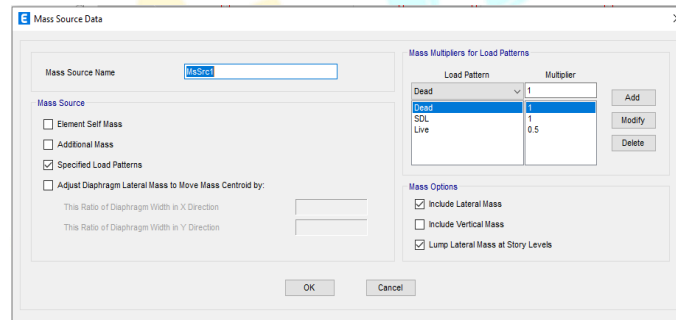 E Mass Source Data
Mass Source Name MsSrc1
Mass Source
Element Self Mass
Additional Mass
Specified Load Patterns
Adjust Diaphragm Lateral Mass to Move Mass Centroid by:
This Ratio of Diaphragm Width in X Direction
This Ratio of Diaphragm Width in Y Direction
Mass Multipliers for Load Patterns
Load Pattern Multiplier
Dead 1
Dead 1
SDL 1
Live 0.5
Add
Modify
Delete
Mass Options
Include Lateral Mass
Include Vertical Mass
Lump Lateral Mass at Story Levels
OK Cancel